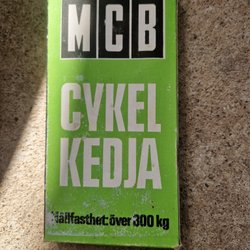 MCB
CYKEL
KEDJA
Hållfasthet: över 300 kg